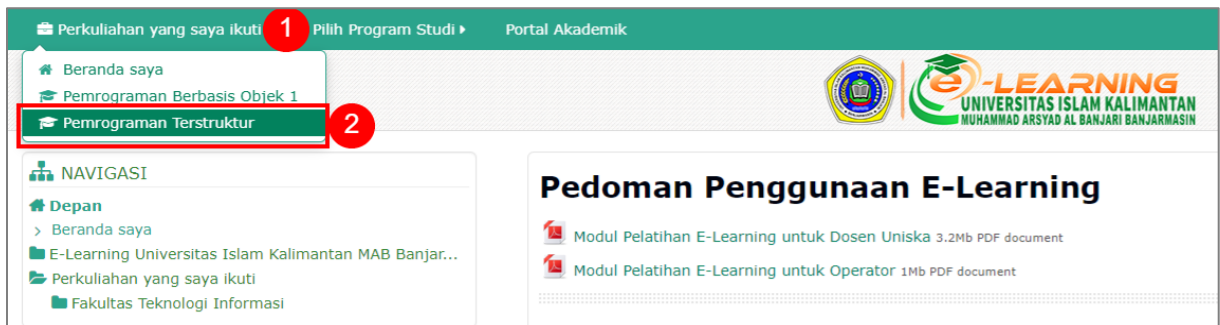 Perkuliahan yang saya ikuti 1 Pilih Program Studi Portal Akademik
Beranda saya
Pemrograman Berbasis Objek 1
Pemrograman Terstruktur 2
E-LEARNING
UNIVERSITAS ISLAM KALIMANTAN
MUHAMMAD ARSYAD AL BANJARI BANJARMASIN
NAVIGASI
Depan
Beranda saya
E-Learning Universitas Islam Kalimantan MAB Banjar...
Perkuliahan yang saya ikuti
Fakultas Teknologi Informasi
Pedoman Penggunaan E-Learning
Modul Pelatihan E-Learning untuk Dosen Uniska 3.2Mb PDF document
Modul Pelatihan E-Learning untuk Operator 1Mb PDF document